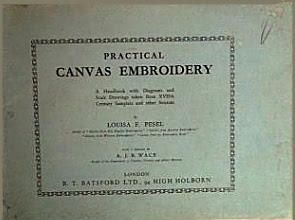 PRACTICAL
CANVAS EMBROIDERY
A Handbook with Diagrams and
Scale Drawings taken from XVIIth
Century Samplers and other Sources
by
LOUISA F. PESEL
A. J. B. WACE
LONDON
B. T. BATSFORD LTD., 94 HIGH HOLBORN